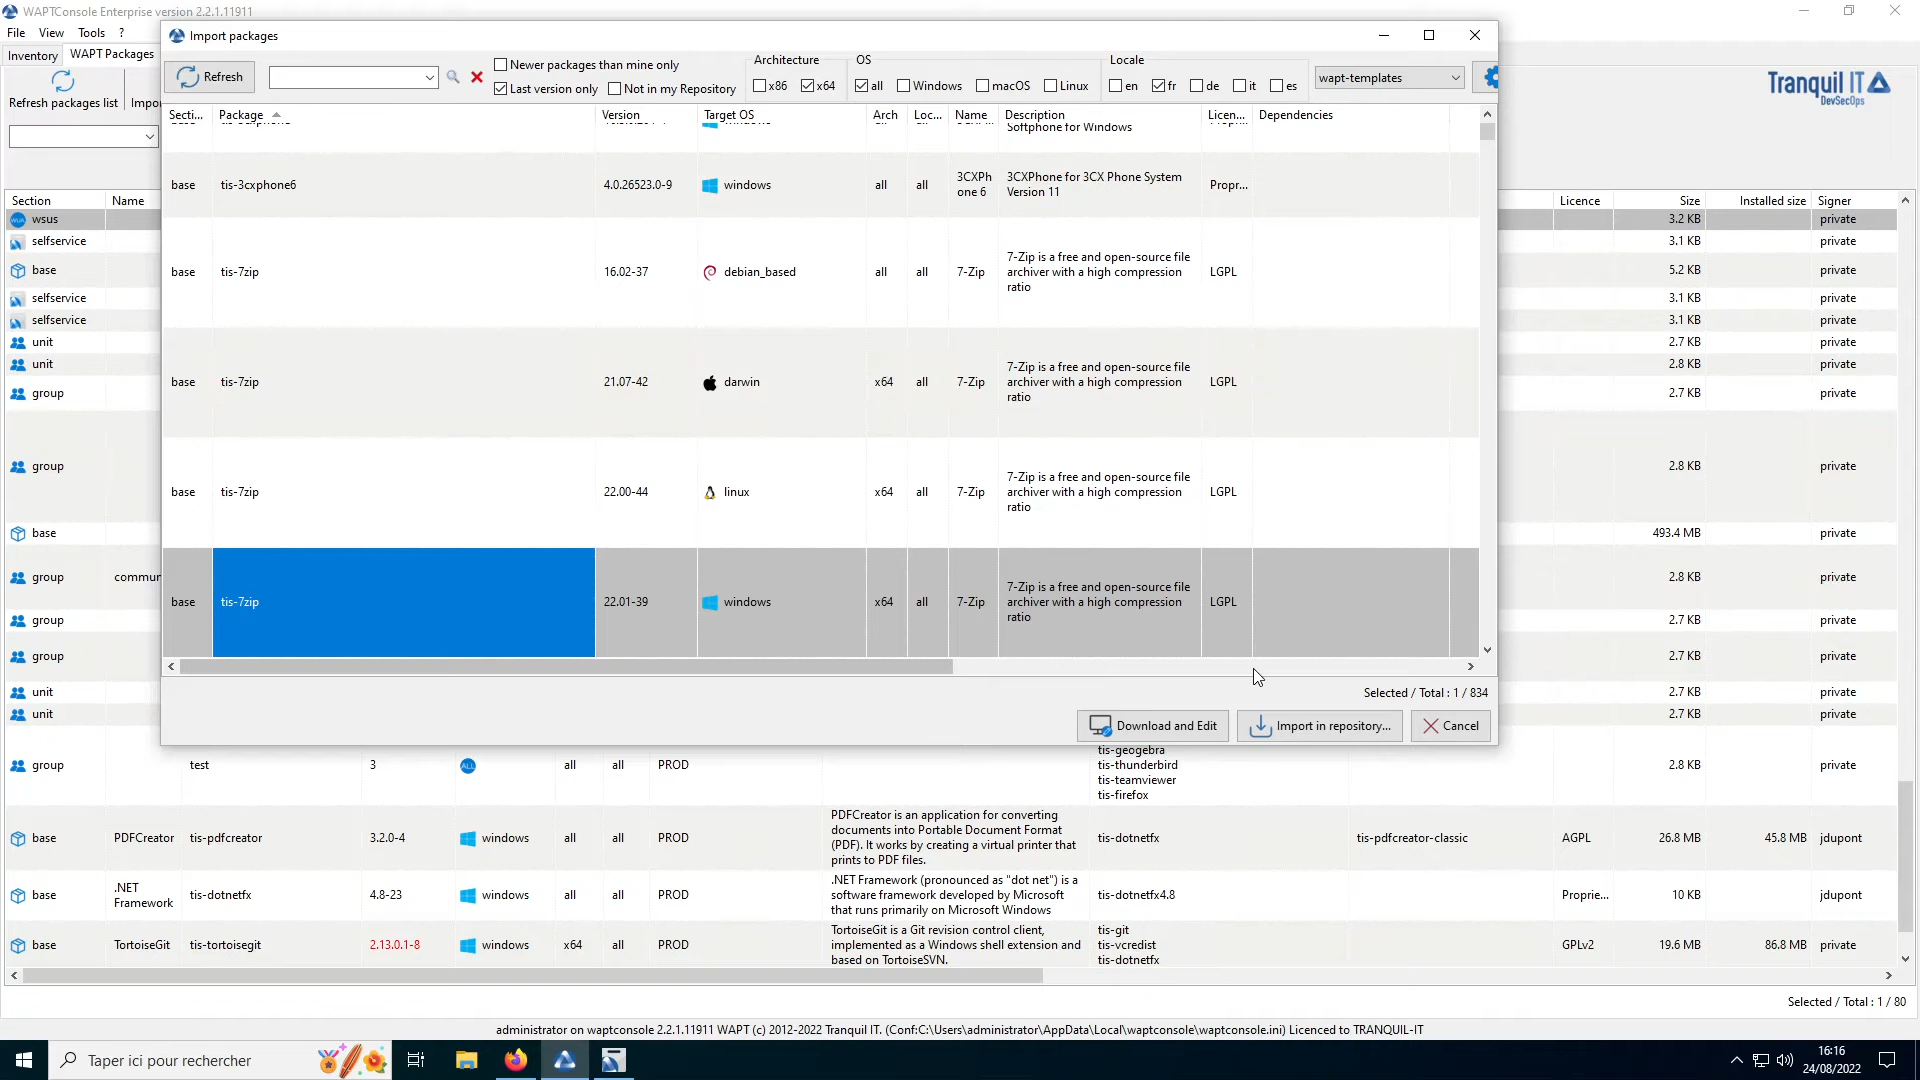 WAPTConsole Enterprise version 2.2.1.11911
File View Tools ?
Inventory WAPT Packages
Refresh packages list Impor
Tranquil IT
DevSecOps
Import packages
Refresh
Newer packages than mine only
Last version only Not in my Repository
Architecture
x86 x64
OS
all Windows macOS Linux
Locale
en fr de it es
wapt-templates
Secti... Package Version Target OS Arch Loc... Name Description Licen... Dependencies
Softphone for Windows
base tis-3cxphone6 4.0.26523.0-9 windows all all 3CXPh one 6 3CXPhone for 3CX Phone System Version 11 Propr...
base tis-7zip 16.02-37 debian_based all all 7-Zip 7-Zip is a free and open-source file archiver with a high compression ratio LGPL
base tis-7zip 21.07-42 darwin x64 all 7-Zip 7-Zip is a free and open-source file archiver with a high compression ratio LGPL
base tis-7zip 22.00-44 linux x64 all 7-Zip 7-Zip is a free and open-source file archiver with a high compression ratio LGPL
base tis-7zip 22.01-39 windows x64 all 7-Zip 7-Zip is a free and open-source file archiver with a high compression ratio LGPL
Selected / Total : 1 / 834
Download and Edit Import in repository... Cancel
Section Name Licence Size Installed size Signer
wsus 3.2 KB private
selfservice 3.1 KB private
base 5.2 KB private
selfservice 3.1 KB private
selfservice 3.1 KB private
unit 2.7 KB private
unit 2.8 KB private
group 2.7 KB private
group 2.8 KB private
base 493.4 MB private
group commun 2.8 KB private
group 2.7 KB private
group 2.7 KB private
unit 2.7 KB private
unit 2.7 KB private
group test 3 ALL all all PROD tis-geogebra tis-thunderbird tis-teamviewer tis-firefox 2.8 KB private
base PDFCreator tis-pdfcreator 3.2.0-4 windows all all PROD PDFCreator is an application for converting documents into Portable Document Format (PDF). It works by creating a virtual printer that prints to PDF files. tis-dotnetfx tis-pdfcreator-classic AGPL 26.8 MB 45.8 MB jdupont
base .NET Framework tis-dotnetfx 4.8-23 windows all all PROD .NET Framework (pronounced as "dot net") is a software framework developed by Microsoft that runs primarily on Microsoft Windows tis-dotnetfx4.8 Proprie... 10 KB jdupont
base TortoiseGit tis-tortoisegit 2.13.0.1-8 windows x64 all PROD TortoiseGit is a Git revision control client, implemented as a Windows shell extension and based on TortoiseSVN. tis-git tis-vcredist tis-dotnetfx GPLv2 19.6 MB 86.8 MB private
Selected / Total : 1 / 80
administrator on waptconsole 2.2.1.11911 WAPT (c) 2012-2022 Tranquil IT. (Conf:C:\Users\administrator\AppData\Local\waptconsole\waptconsole.ini) Licenced to TRANQUIL-IT
Taper ici pour rechercher
16:16
24/08/2022